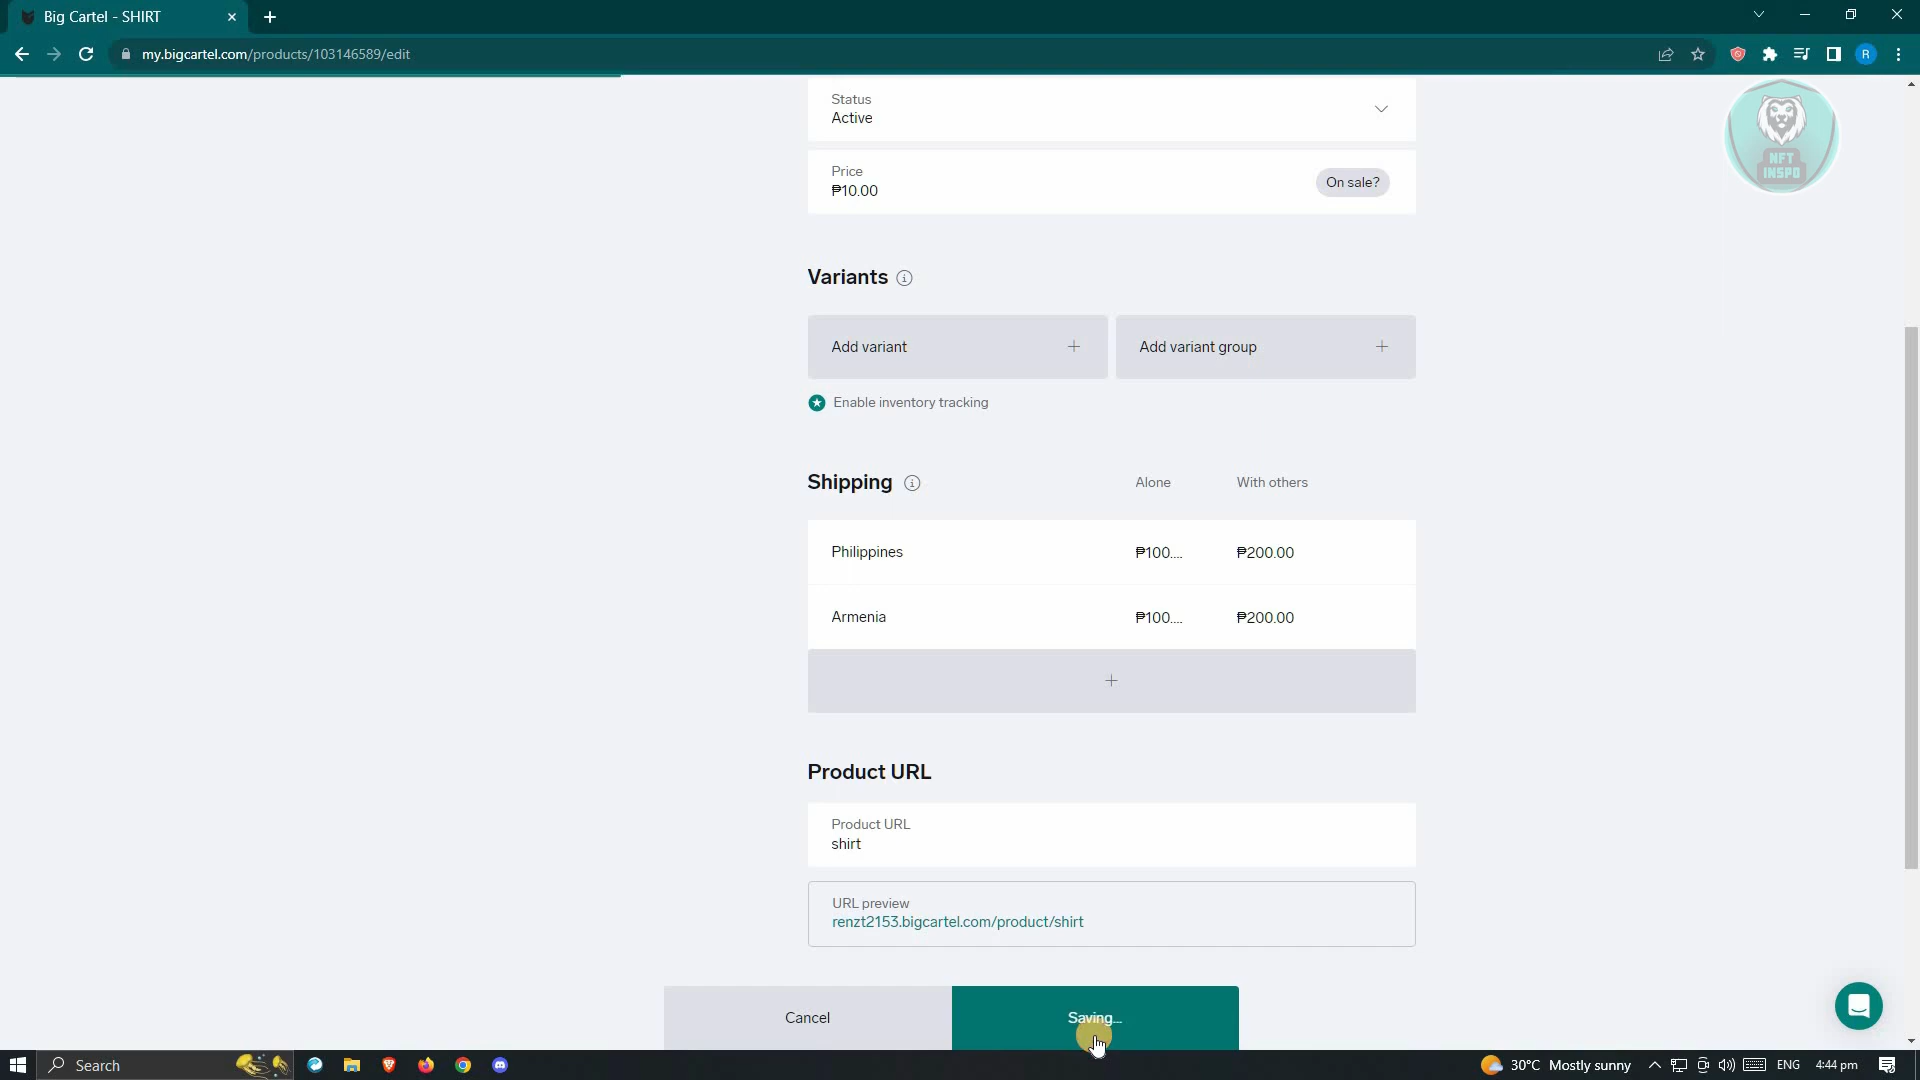 Big Cartel - SHIRT
my.bigcartel.com/products/103146589/edit
R
NFT
INSPO
Status
Active
Price
₱10.00
On sale?
Variants
Add variant
Add variant group
Enable inventory tracking
Shipping
Alone
With others
Philippines
₱100....
₱200.00
Armenia
₱100....
₱200.00
Product URL
Product URL
shirt
URL preview
renzt2153.bigcartel.com/product/shirt
Cancel
Saving...
Search
30°C Mostly sunny
ENG
4:44 pm